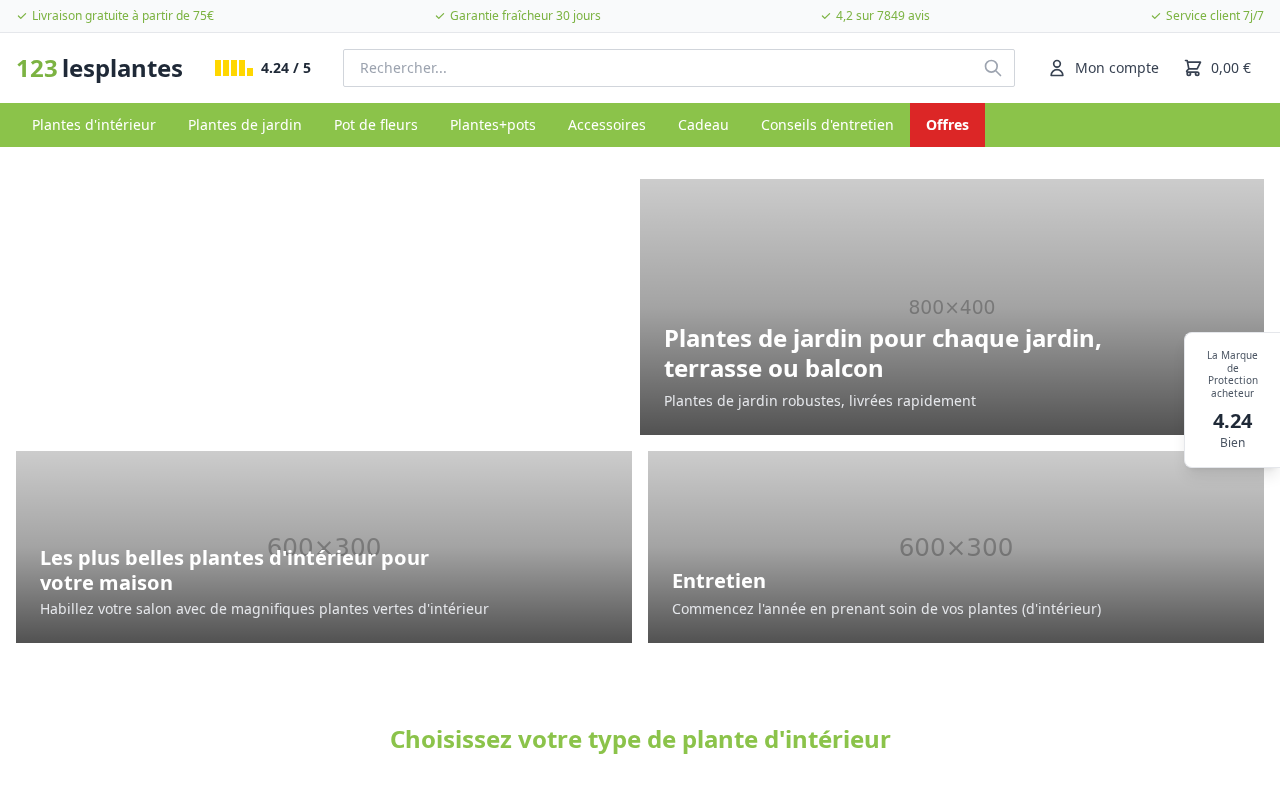 Livraison gratuite à partir de 75€
Garantie fraîcheur 30 jours
4,2 sur 7849 avis
Service client 7j/7
123 lesplantes
4.24 / 5
Rechercher...
Mon compte
0,00 €
Plantes d'intérieur
Plantes de jardin
Pot de fleurs
Plantes+pots
Accessoires
Cadeau
Conseils d'entretien
Offres
800×400
Plantes de jardin pour chaque jardin,
terrasse ou balcon
Plantes de jardin robustes, livrées rapidement
La Marque
de
Protection
acheteur
4.24
Bien
600×300
Les plus belles plantes d'intérieur pour
votre maison
Habillez votre salon avec de magnifiques plantes vertes d'intérieur
600×300
Entretien
Commencez l'année en prenant soin de vos plantes (d'intérieur)
Choisissez votre type de plante d'intérieur